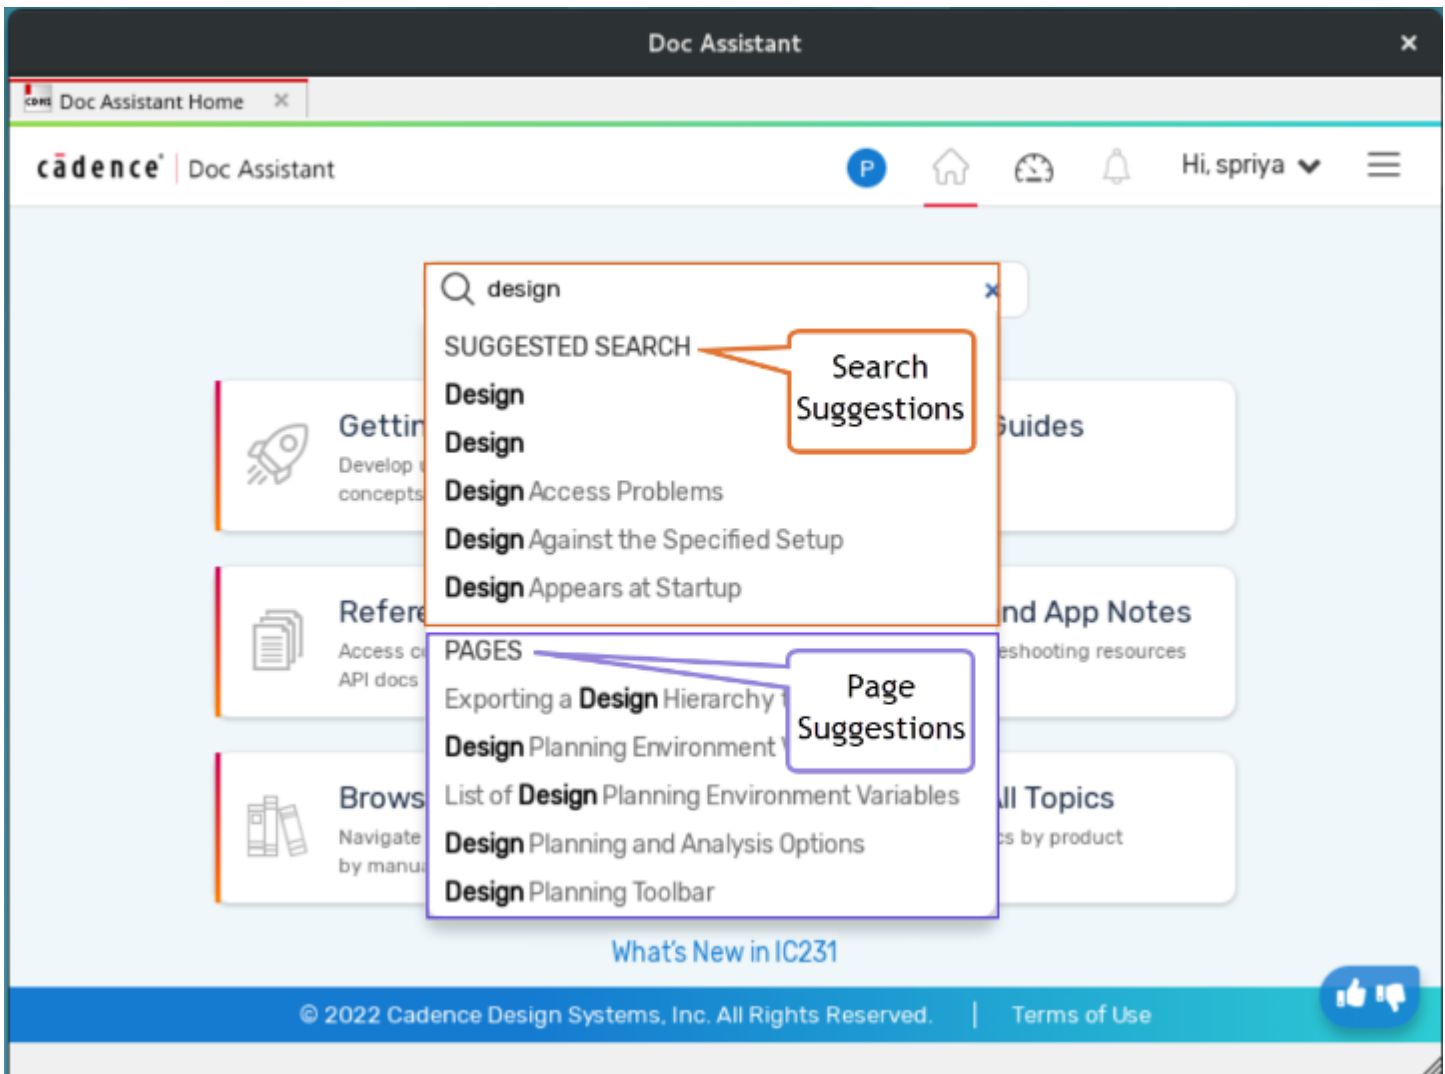 Doc Assistant
CDNS Doc Assistant Home
cādence Doc Assistant
P
Hi, spriya
design
SUGGESTED SEARCH
Design
Design
Design Access Problems
Design Against the Specified Setup
Design Appears at Startup
Search
Suggestions
PAGES
Exporting a Design Hierarchy
Design Planning Environment
List of Design Planning Environment Variables
Design Planning and Analysis Options
Design Planning Toolbar
Page
Suggestions
Gettin
Develop
concepts
Guides
Refere
Access
API docs
nd App Notes
eshooting resources
Brows
Navigate
by manu
All Topics
cs by product
What's New in IC231
© 2022 Cadence Design Systems, Inc. All Rights Reserved. | Terms of Use